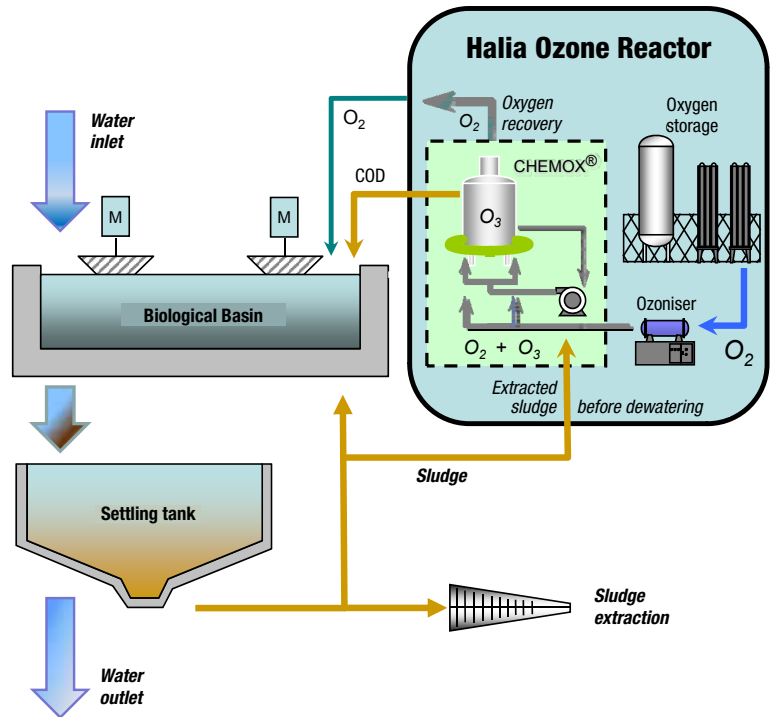 Halia Ozone Reactor
Water
inlet
O2
O2
Oxygen
recovery
Oxygen
storage
CHEMOX®
COD
M
M
O3
Biological Basin
Ozoniser
O2 + O3
O2
Extracted
sludge
before dewatering
Sludge
Settling tank
Sludge
extraction
Water
outlet